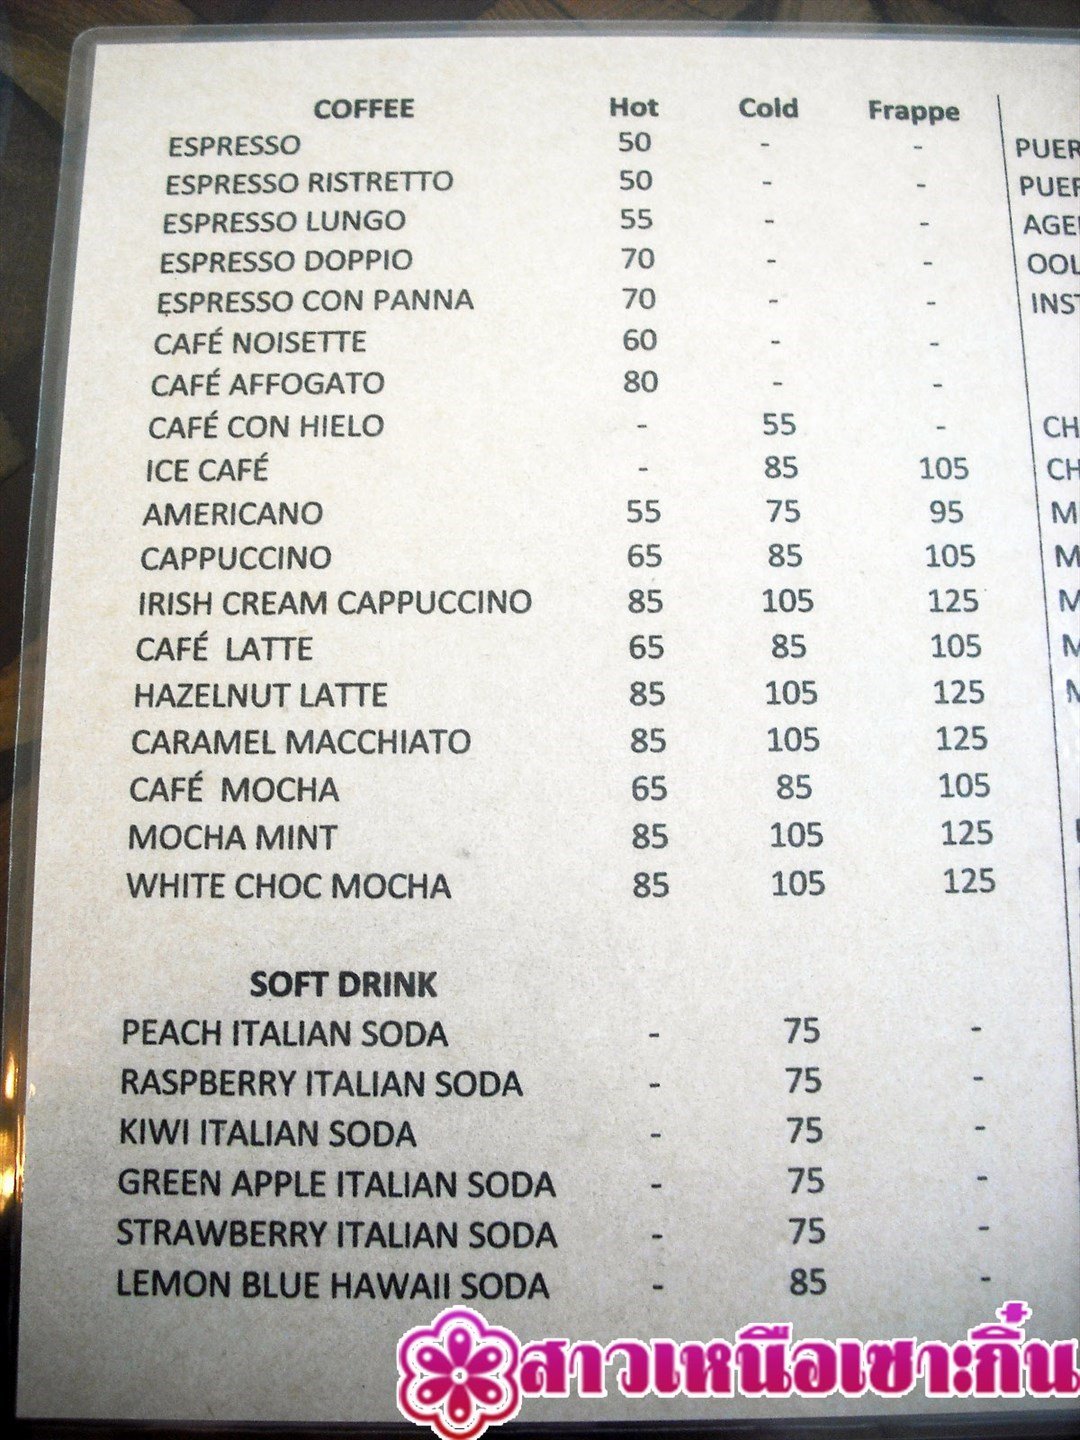 COFFEE Hot Cold Frappe
ESPRESSO 50 - -
ESPRESSO RISTRETTO 50 - -
ESPRESSO LUNGO 55 - -
ESPRESSO DOPPIO 70 - -
ESPRESSO CON PANNA 70 - -
CAFÉ NOISETTE 60 - -
CAFÉ AFFOGATO 80 - -
CAFÉ CON HIELO - 55 -
ICE CAFÉ - 85 105
AMERICANO 55 75 95
CAPPUCCINO 65 85 105
IRISH CREAM CAPPUCCINO 85 105 125
CAFÉ LATTE 65 85 105
HAZELNUT LATTE 85 105 125
CARAMEL MACCHIATO 85 105 125
CAFÉ MOCHA 65 85 105
MOCHA MINT 85 105 125
WHITE CHOC MOCHA 85 105 125
SOFT DRINK
PEACH ITALIAN SODA - 75 -
RASPBERRY ITALIAN SODA - 75 -
KIWI ITALIAN SODA - 75 -
GREEN APPLE ITALIAN SODA - 75 -
STRAWBERRY ITALIAN SODA - 75 -
LEMON BLUE HAWAII SODA - 85 -
สาวเหนือเซาะกิ๋น